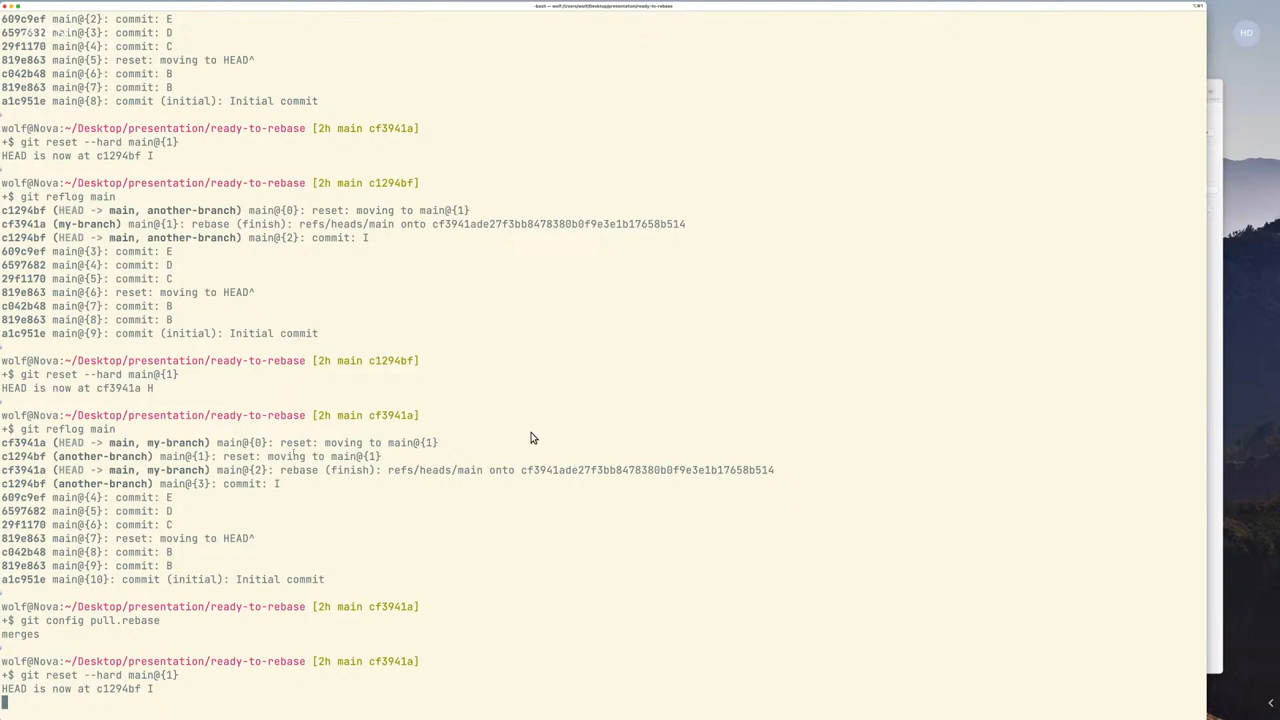 -bash — wolf //Users/wolf/Desktop/presentation/ready-to-rebase
⌥⌘1
HD
609c9ef main@{2}: commit: E
6597682 main@{3}: commit: D
29f1170 main@{4}: commit: C
819e863 main@{5}: reset: moving to HEAD^
c042b48 main@{6}: commit: B
819e863 main@{7}: commit: B
a1c951e main@{8}: commit (initial): Initial commit
wolf@Nova:~/Desktop/presentation/ready-to-rebase [2h main cf3941a]
+$ git reset --hard main@{1}
HEAD is now at c1294bf I
wolf@Nova:~/Desktop/presentation/ready-to-rebase [2h main c1294bf]
+$ git reflog main
c1294bf (HEAD -> main, another-branch) main@{0}: reset: moving to main@{1}
cf3941a (my-branch) main@{1}: rebase (finish): refs/heads/main onto cf3941ade27f3bb8478380b0f9e3e1b17658b514
c1294bf (HEAD -> main, another-branch) main@{2}: commit: I
609c9ef main@{3}: commit: E
6597682 main@{4}: commit: D
29f1170 main@{5}: commit: C
819e863 main@{6}: reset: moving to HEAD^
c042b48 main@{7}: commit: B
819e863 main@{8}: commit: B
a1c951e main@{9}: commit (initial): Initial commit
wolf@Nova:~/Desktop/presentation/ready-to-rebase [2h main c1294bf]
+$ git reset --hard main@{1}
HEAD is now at cf3941a H
wolf@Nova:~/Desktop/presentation/ready-to-rebase [2h main cf3941a]
+$ git reflog main
cf3941a (HEAD -> main, my-branch) main@{0}: reset: moving to main@{1}
c1294bf (another-branch) main@{1}: reset: moving to main@{1}
cf3941a (HEAD -> main, my-branch) main@{2}: rebase (finish): refs/heads/main onto cf3941ade27f3bb8478380b0f9e3e1b17658b514
c1294bf (another-branch) main@{3}: commit: I
609c9ef main@{4}: commit: E
6597682 main@{5}: commit: D
29f1170 main@{6}: commit: C
819e863 main@{7}: reset: moving to HEAD^
c042b48 main@{8}: commit: B
819e863 main@{9}: commit: B
a1c951e main@{10}: commit (initial): Initial commit
wolf@Nova:~/Desktop/presentation/ready-to-rebase [2h main cf3941a]
+$ git config pull.rebase
merges
wolf@Nova:~/Desktop/presentation/ready-to-rebase [2h main cf3941a]
+$ git reset --hard main@{1}
HEAD is now at c1294bf I